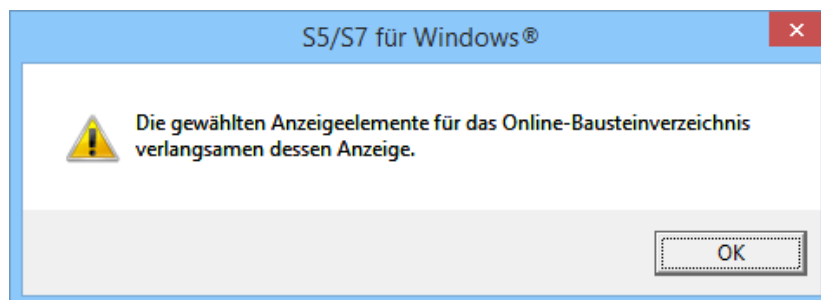 S5/S7 für Windows®
Die gewählten Anzeigeelemente für das Online-Bausteinverzeichnis
verlangsamen dessen Anzeige.
OK